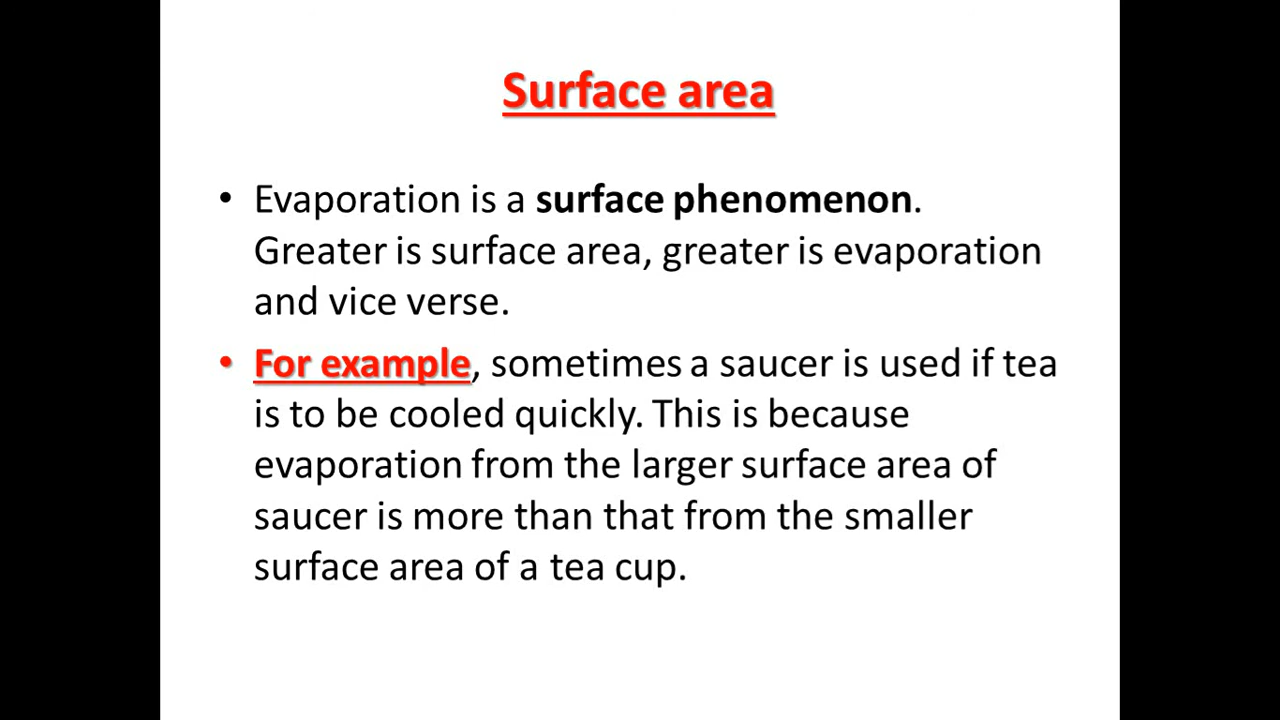 Surface area
• Evaporation is a surface phenomenon.
Greater is surface area, greater is evaporation
and vice verse.
• For example, sometimes a saucer is used if tea
is to be cooled quickly. This is because
evaporation from the larger surface area of
saucer is more than that from the smaller
surface area of a tea cup.